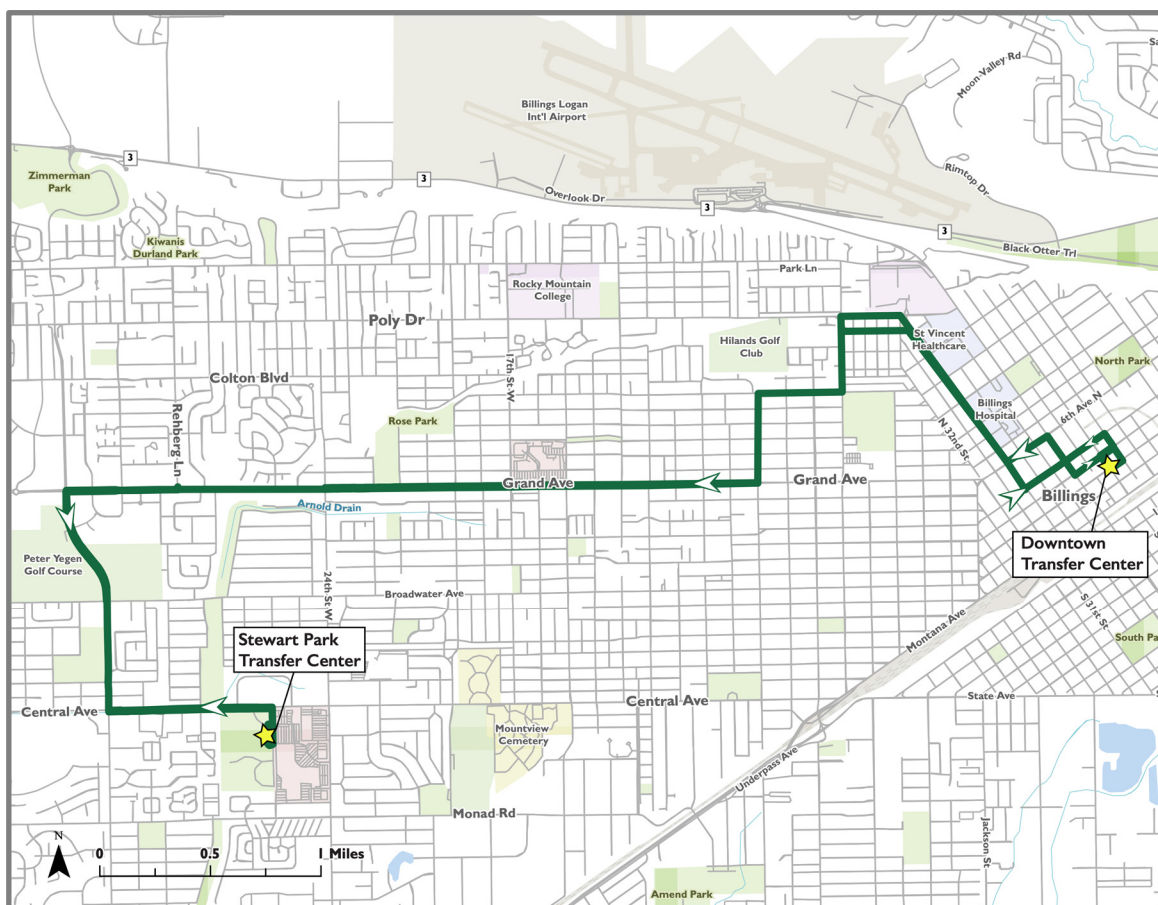 Moon Valley Rd
Billings Logan
Int'l Airport
3
Zimmerman
Park
3
Rimtop Dr
Overlook Dr
3
3
Kiwanis
Durland Park
Black Otter Trl
Park Ln
Rocky Mountain
College
Poly Dr
St Vincent
Healthcare
Hilands Golf
Club
17th St W
North Park
Colton Blvd
Rehberg Ln
Rose Park
Billings
Hospital
6th Ave N
N 32nd St
Grand Ave
Grand Ave
Billings
Arnold Drain
Downtown
Transfer Center
Peter Yegen
Golf Course
24th St W
Broadwater Ave
S 31st St
Montana Ave
Stewart Park
Transfer Center
South Pa
State Ave
Central Ave
Central Ave
Mountview
Cemetery
Underpass Ave
Monad Rd
Jackson St
N
0
0.5
1 Miles
Amend Park